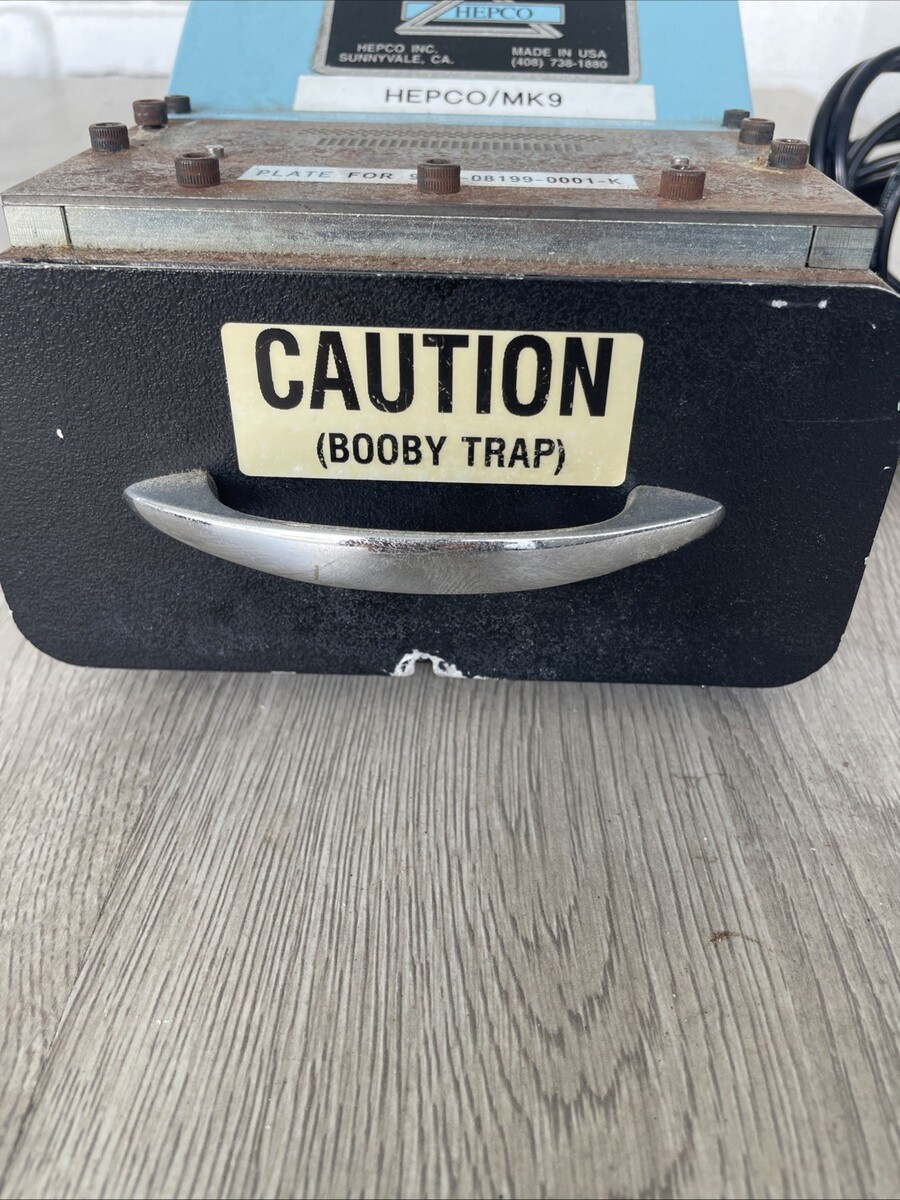 HEPCO
HEPCO INC.
SUNNYVALE, CA.
MADE IN USA
(408) 738-1880
HEPCO/MK9
PLATE FOR 08199-0001-K
CAUTION
(BOOBY TRAP)